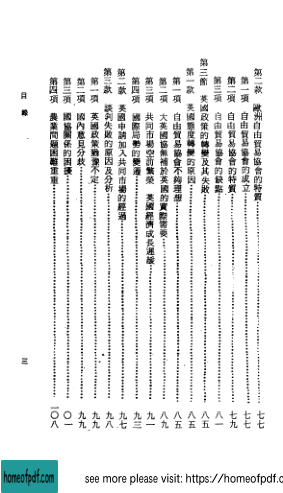 第二款 歐洲自由貿易協會的特質……七七
第一項 自由貿易協會的成立……七七
第二項 自由貿易協會的特質……七九
第三項 自由貿易協會的缺點……八一
第三節 英國政策的轉變及其失敗……八五
第一款 英國態度轉變的原因……八五
第一項 自由貿易協會不夠理想……八五
第二項 大英國協無補於英國的實際需要……八九
第三項 共同市場空前繁榮 英國經濟成長遲緩……九一
第四項 國際局勢的變遷……九三
第二款 英國申請加入共同市場的經過……九七
第三款 談判失敗的原因及分析……九八
第一項 英國政策猶豫不定……九九
第二項 國內意見分歧……九九
第三項 國協關係的困擾……一〇一
第四項 農業問題困難重重……一〇八
目錄
三
homeofpdf.com
see more please visit: https://homeofpdf.com